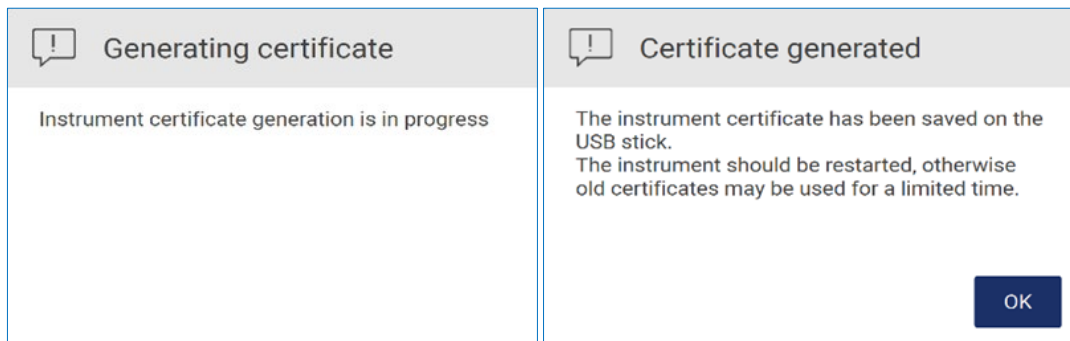 Generating certificate
Instrument certificate generation is in progress
Certificate generated
The instrument certificate has been saved on the
USB stick.
The instrument should be restarted, otherwise
old certificates may be used for a limited time.
OK